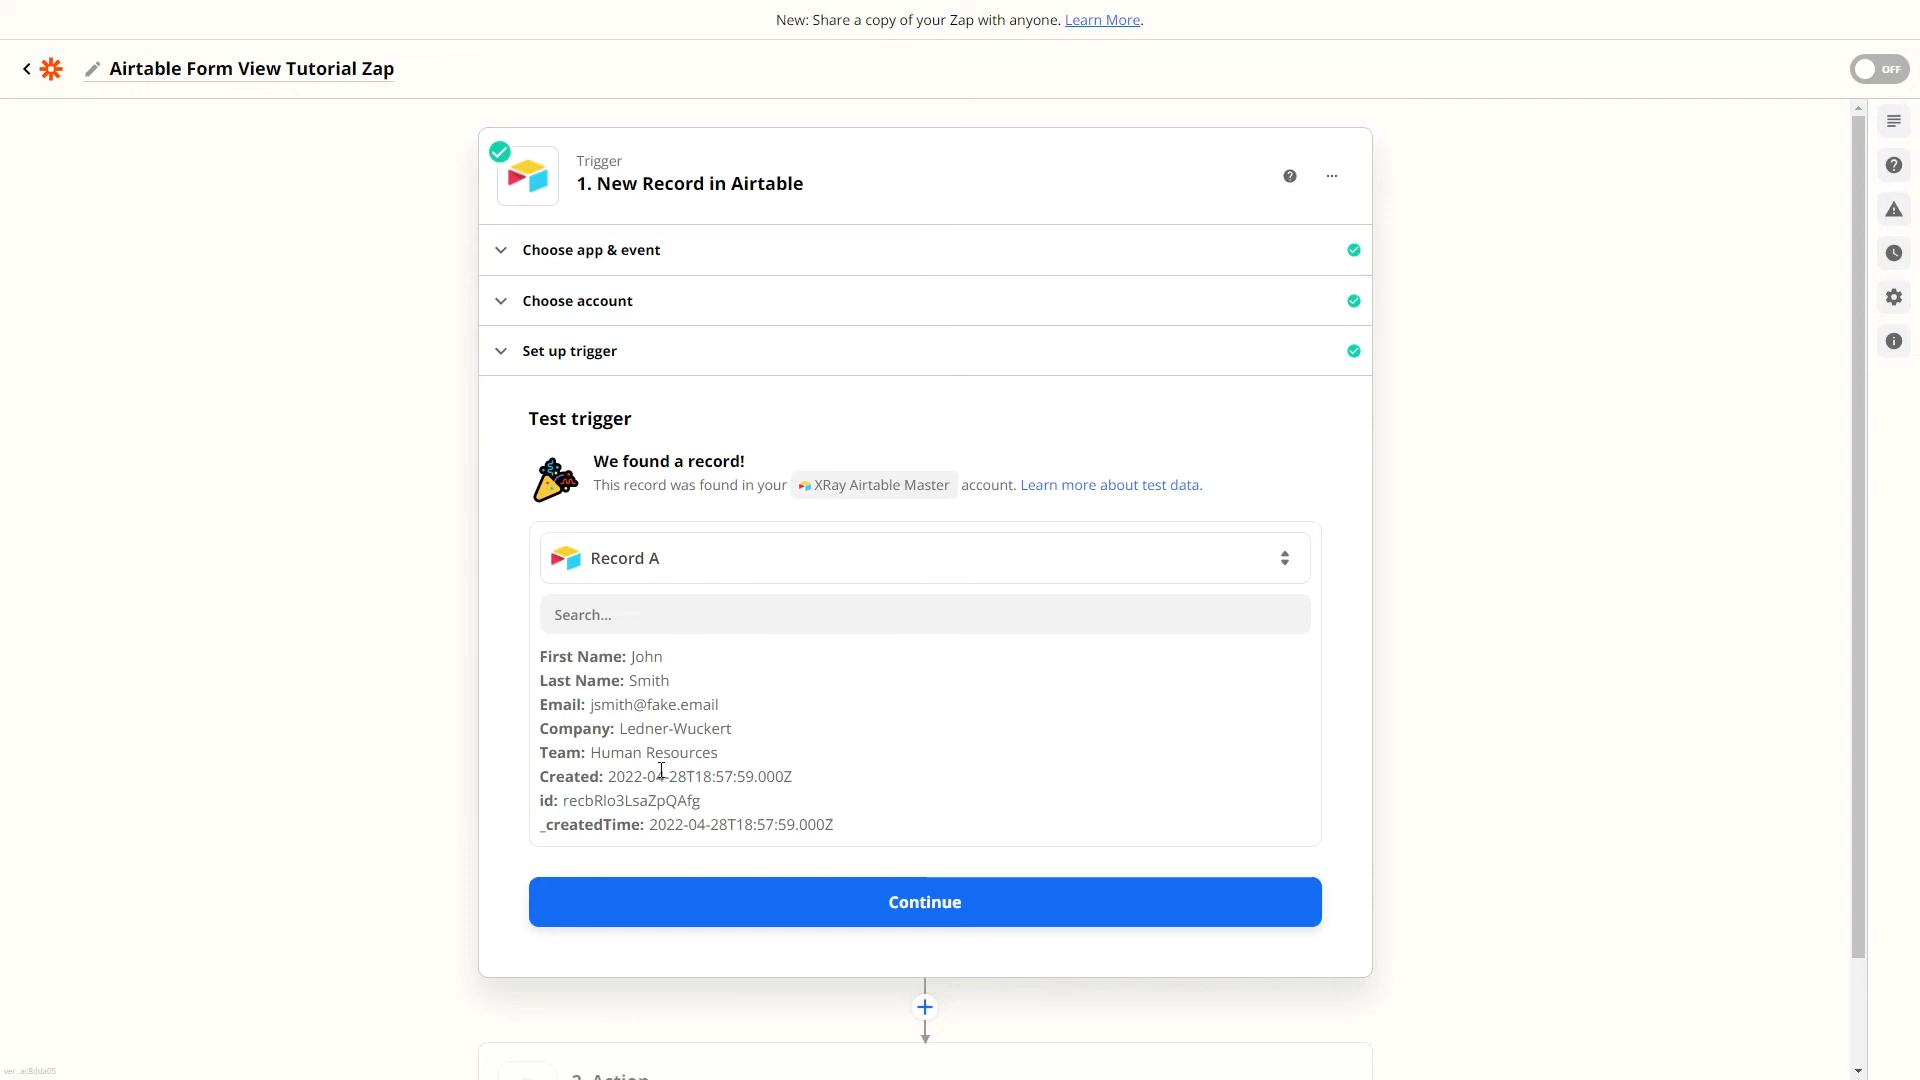 New: Share a copy of your Zap with anyone. Learn More.
Airtable Form View Tutorial Zap
OFF
Trigger
1. New Record in Airtable
...
Choose app & event
Choose account
Set up trigger
Test trigger
We found a record!
This record was found in your XRay Airtable Master account. Learn more about test data.
Record A
Search...
First Name: John
Last Name: Smith
Email: jsmith@fake.email
Company: Ledner-Wuckert
Team: Human Resources
Created: 2022-04-28T18:57:59.000Z
id: recbRlo3LsaZpQAfg
_createdTime: 2022-04-28T18:57:59.000Z
Continue
2. Action